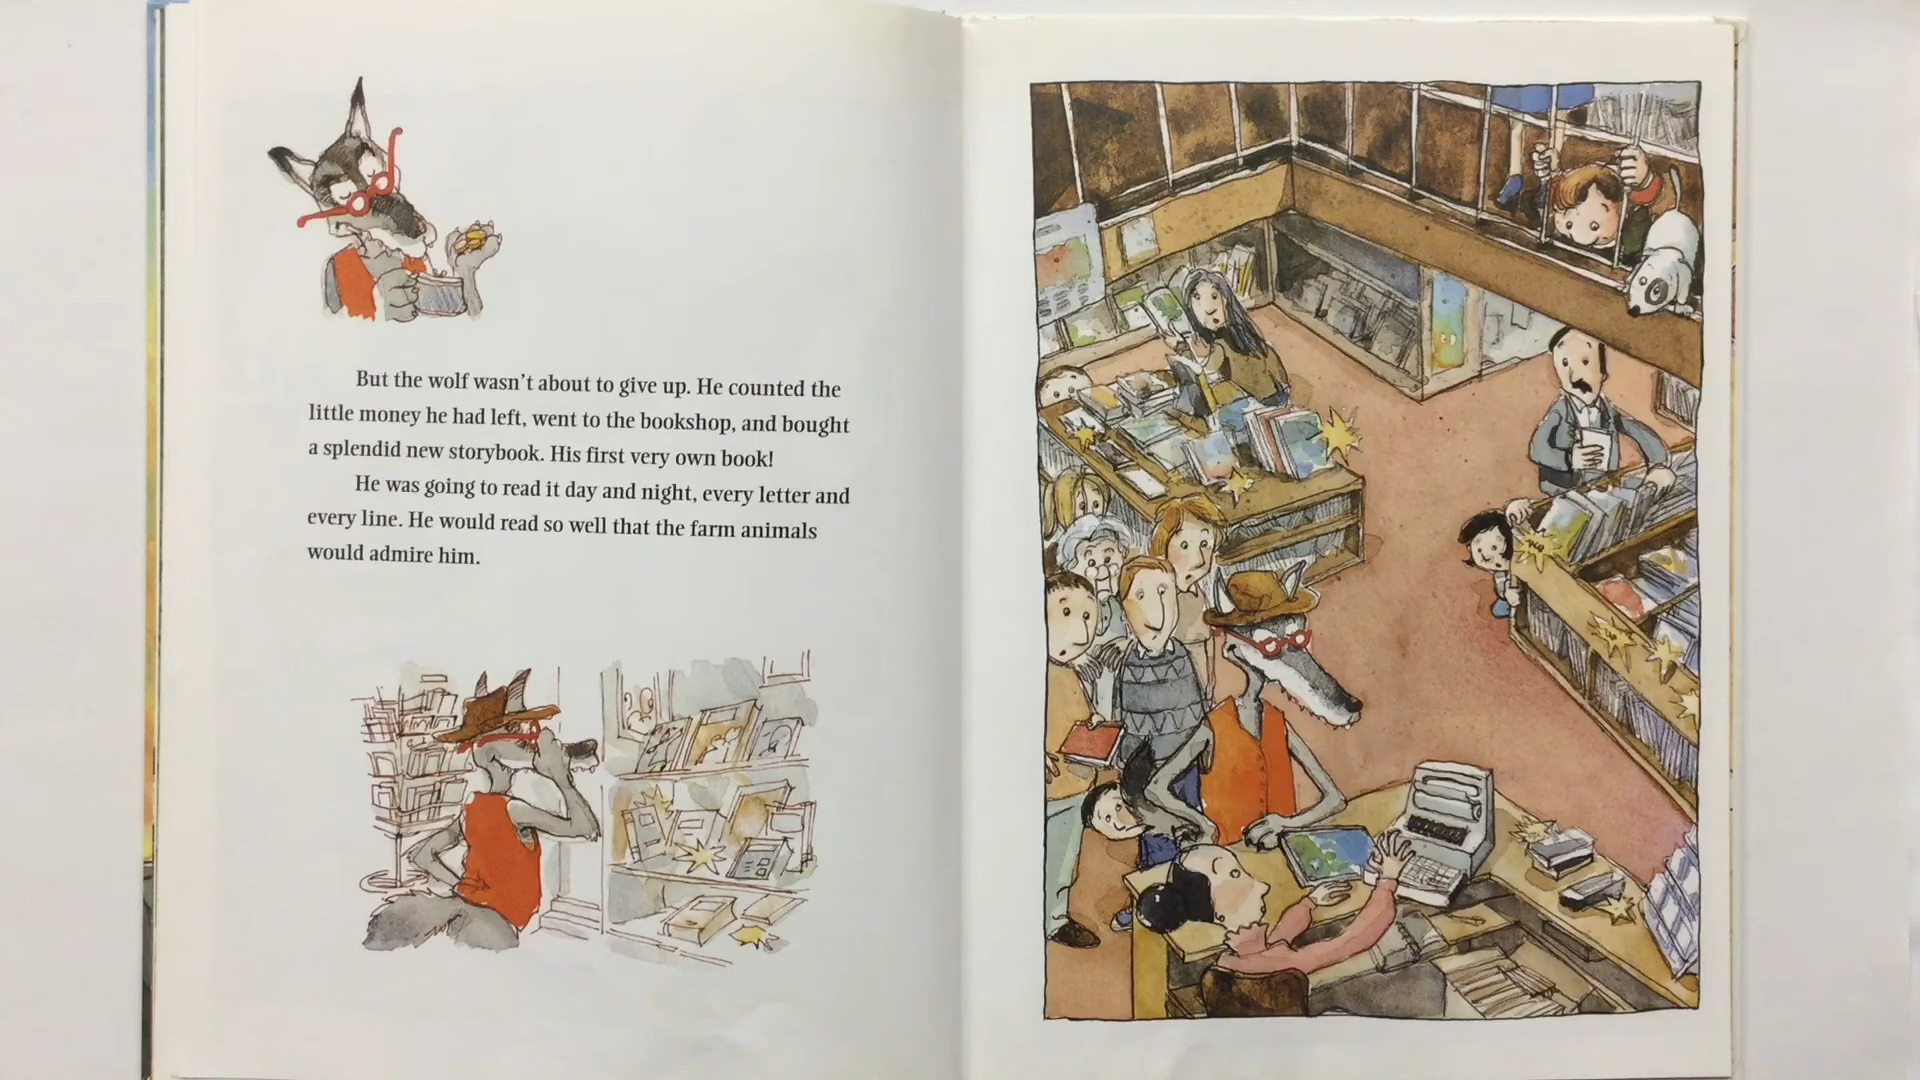 But the wolf wasn't about to give up. He counted the
little money he had left, went to the bookshop, and bought
a splendid new storybook. His first very own book!
He was going to read it day and night, every letter and
every line. He would read so well that the farm animals
would admire him.